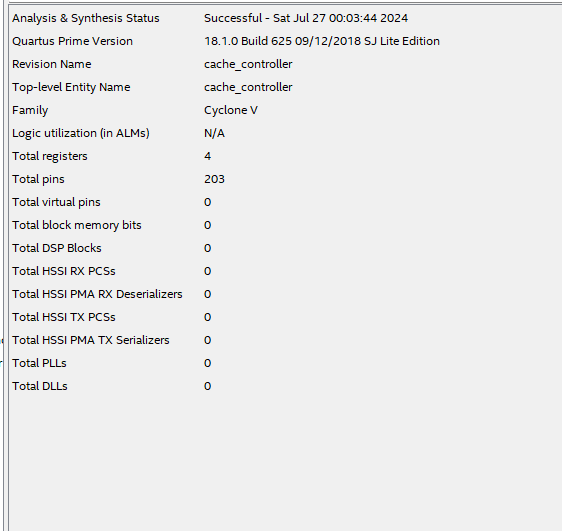 Analysis & Synthesis Status Successful - Sat Jul 27 00:03:44 2024
Quartus Prime Version 18.1.0 Build 625 09/12/2018 SJ Lite Edition
Revision Name cache_controller
Top-level Entity Name cache_controller
Family Cyclone V
Logic utilization (in ALMs) N/A
Total registers 4
Total pins 203
Total virtual pins 0
Total block memory bits 0
Total DSP Blocks 0
Total HSSI RX PCSs 0
Total HSSI PMA RX Deserializers 0
Total HSSI TX PCSs 0
Total HSSI PMA TX Serializers 0
Total PLLs 0
Total DLLs 0